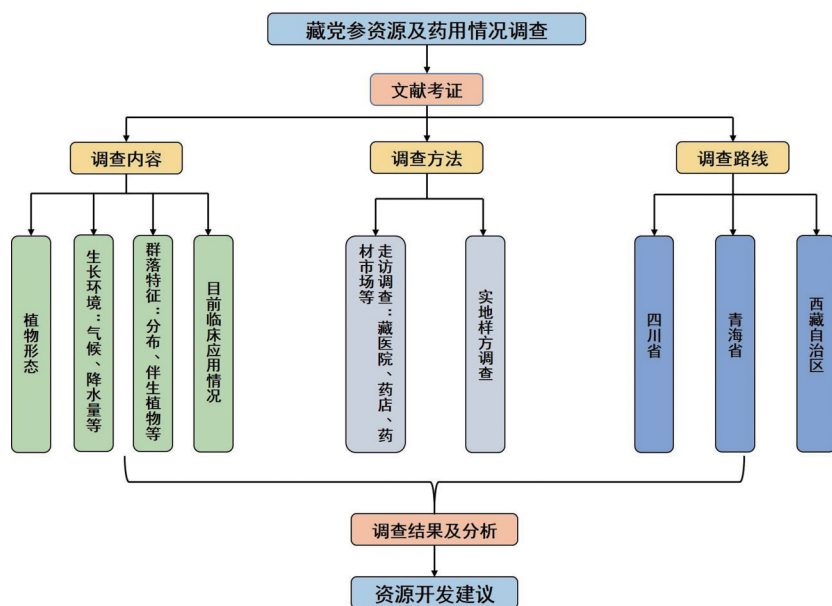 藏党参资源及药用情况调查
文献考证
调查内容
调查方法
调查路线
植物形态
生长环境：气候、降水量等
群落特征：分布、伴生植物等
目前临床应用情况
走访调查：藏医院、药店、药
材市场等
实地样方调查
四川省
青海省
西藏自治区
调查结果及分析
资源开发建议